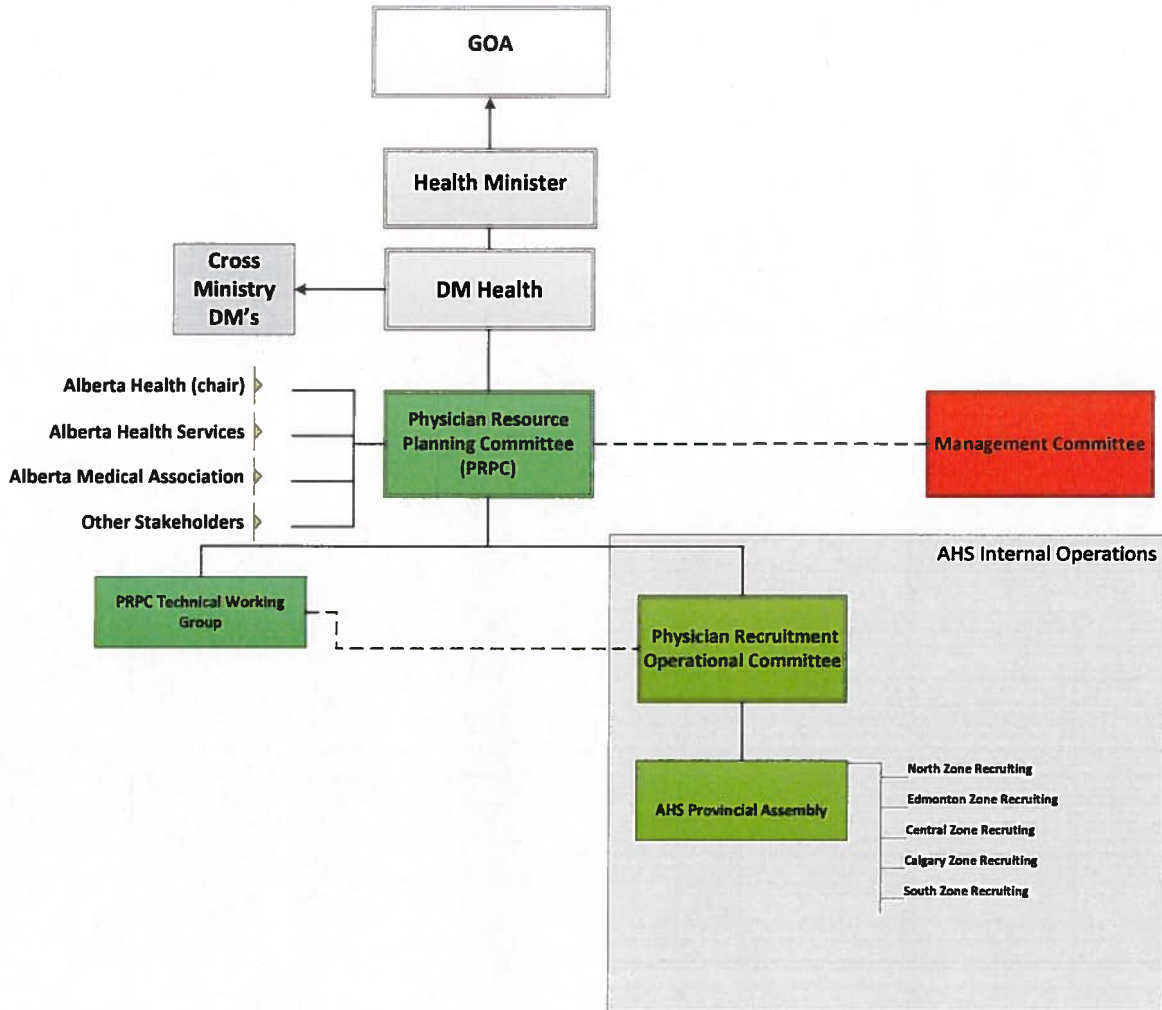 GOA
Health Minister
Cross
Ministry
DM's
DM Health
Alberta Health (chair)
Alberta Health Services
Alberta Medical Association
Other Stakeholders
Physician Resource
Planning Committee
(PRPC)
Management Committee
AHS Internal Operations
PRPC Technical Working
Group
Physician Recruitment
Operational Committee
AHS Provincial Assembly
North Zone Recruiting
Edmonton Zone Recruiting
Central Zone Recruting
Calgary Zone Recruiting
South Zone Recruiting